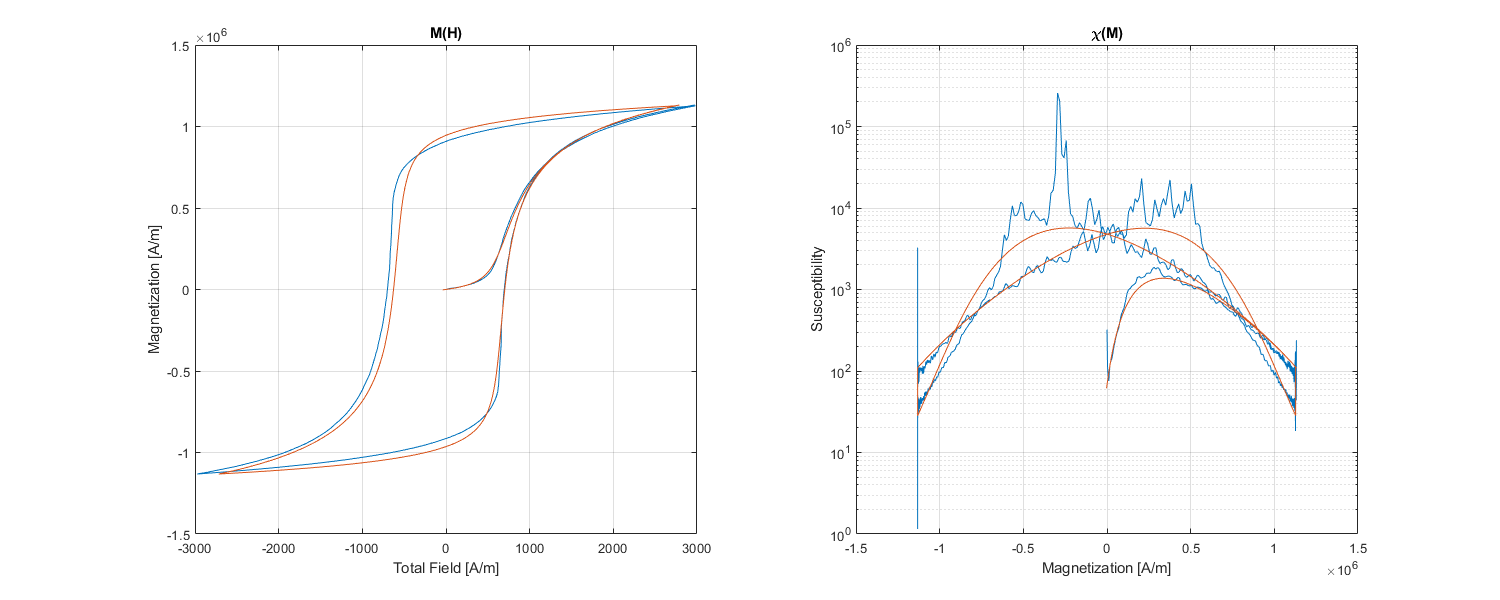 M(H)
×10^6
1.5
1
0.5
0
-0.5
-1
-1.5
-3000 -2000 -1000 0 1000 2000 3000
Total Field [A/m]
Magnetization [A/m]
χ(M)
10^6
10^5
10^4
10^3
10^2
10^1
10^0
-1.5 -1 -0.5 0 0.5 1 1.5
Magnetization [A/m]
×10^6
Susceptibility